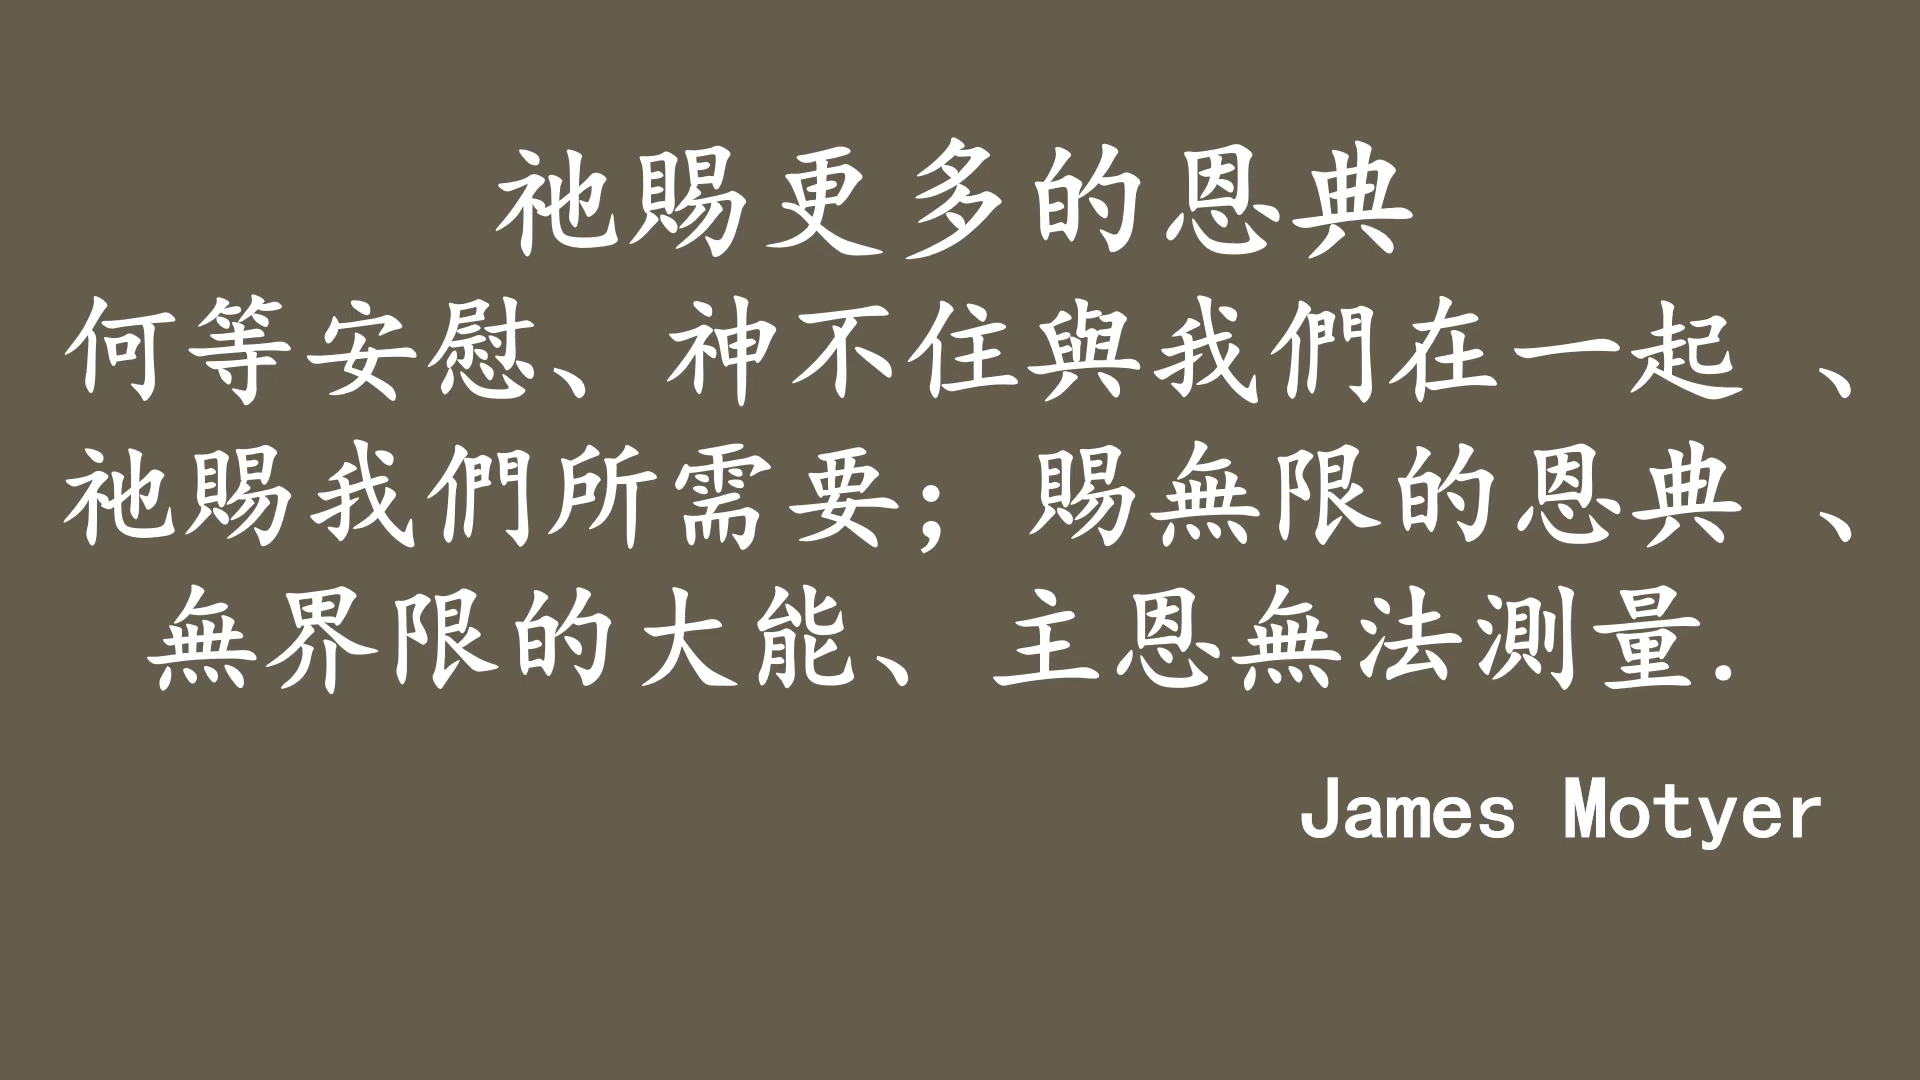 祂賜更多的恩典
何等安慰、神不住與我們在一起 、
祂賜我們所需要; 賜無限的恩典 、
無界限的大能、主恩無法測量.
James Motyer